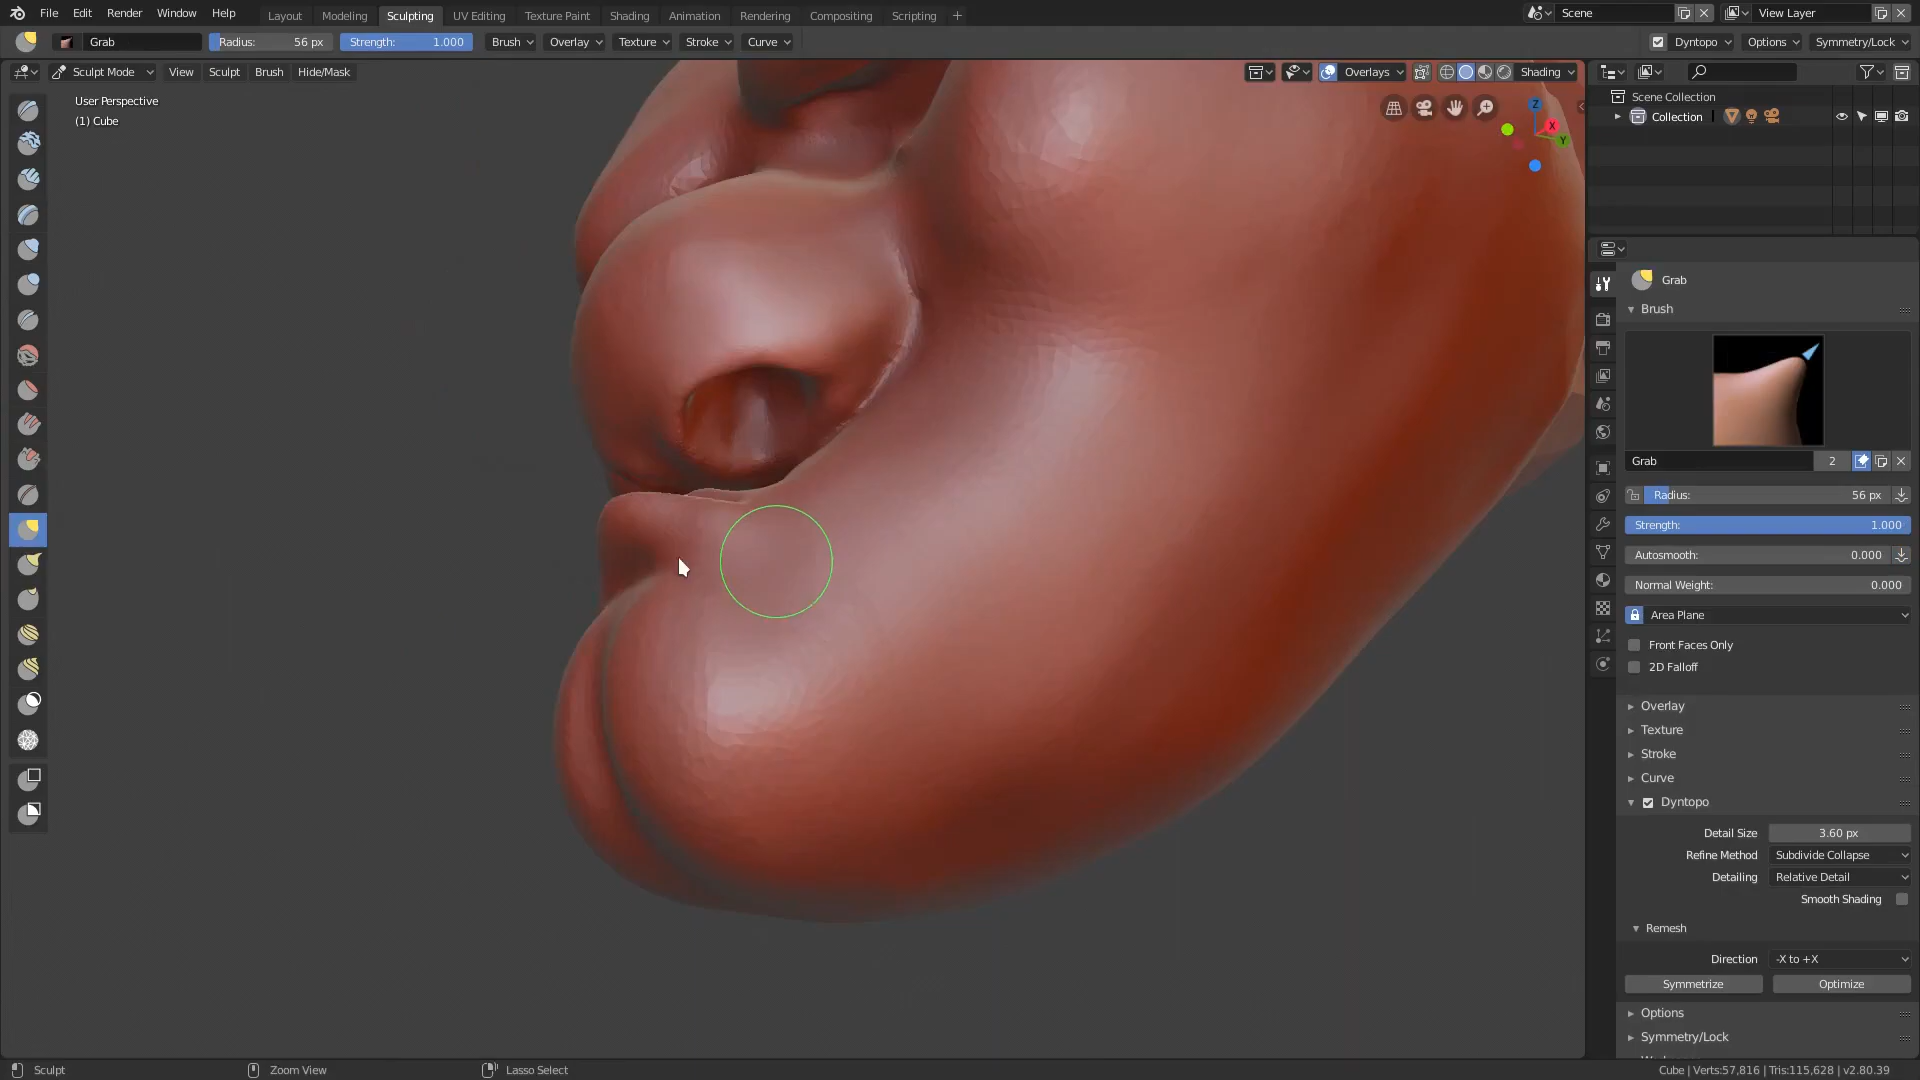 File Edit Render Window Help Layout Modeling Sculpting UV Editing Texture Paint Shading Animation Rendering Compositing Scripting + Scene View Layer
Grab Radius: 56 px Strength: 1.000 Brush Overlay Texture Stroke Curve Dyntopo Options Symmetry/Lock
Sculpt Mode View Sculpt Brush Hide/Mask Overlays Shading
User Perspective
(1) Cube
Z
X
Y
Scene Collection
Collection
Grab
Brush
Grab 2
Radius: 56 px
Strength: 1.000
Autosmooth: 0.000
Normal Weight: 0.000
Area Plane
Front Faces Only
2D Falloff
Overlay
Texture
Stroke
Curve
Dyntopo
Detail Size 3.60 px
Refine Method Subdivide Collapse
Detailing Relative Detail
Smooth Shading
Remesh
Direction -X to +X
Symmetrize Optimize
Options
Symmetry/Lock
Sculpt Zoom View Lasso Select Cube | Verts:57,816 | Tris:115,628 | v2.80.39